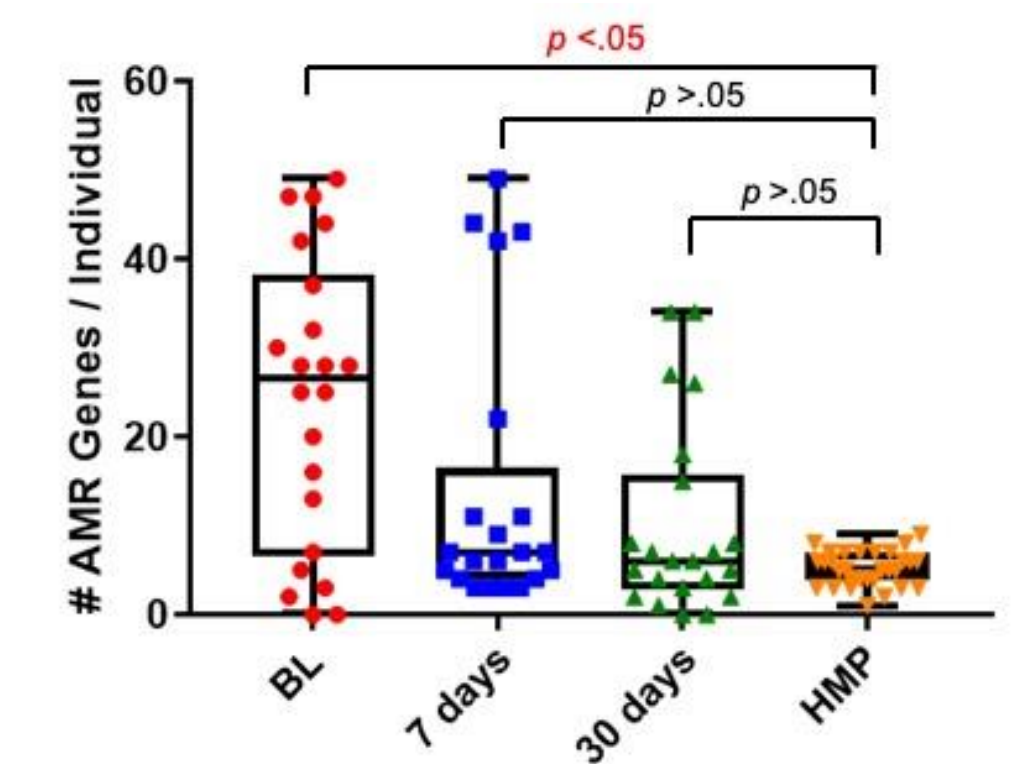 p <.05
p >.05
p >.05
# AMR Genes / Individual
60
40
20
0
BL
7 days
30 days
HMP